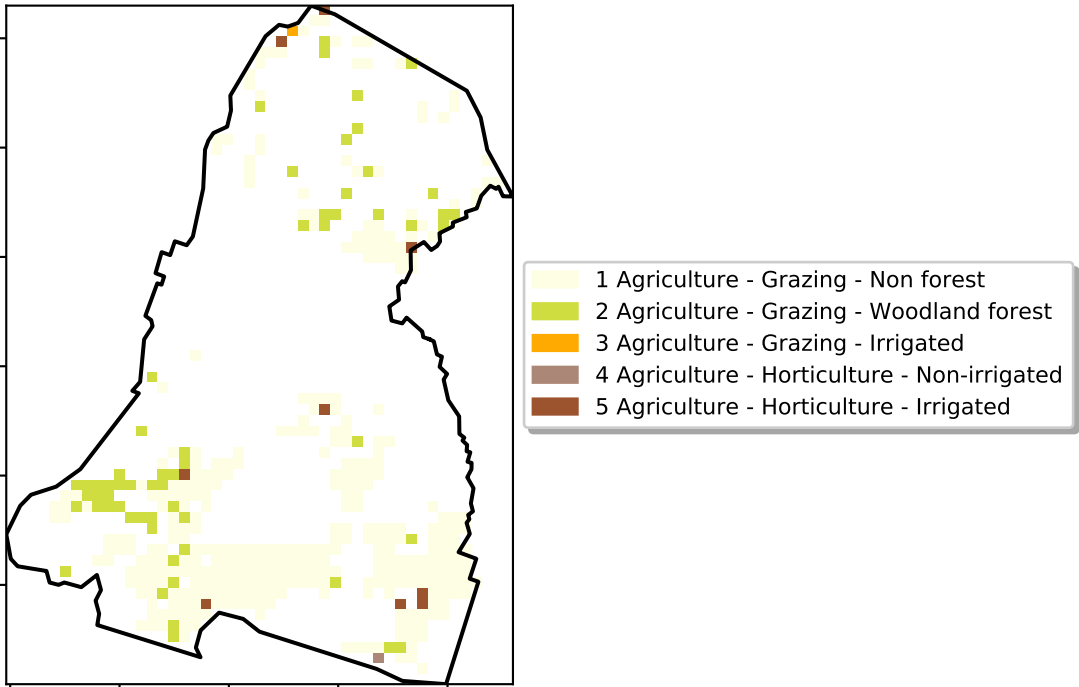 1 Agriculture - Grazing - Non forest
2 Agriculture - Grazing - Woodland forest
3 Agriculture - Grazing - Irrigated
4 Agriculture - Horticulture - Non-irrigated
5 Agriculture - Horticulture - Irrigated